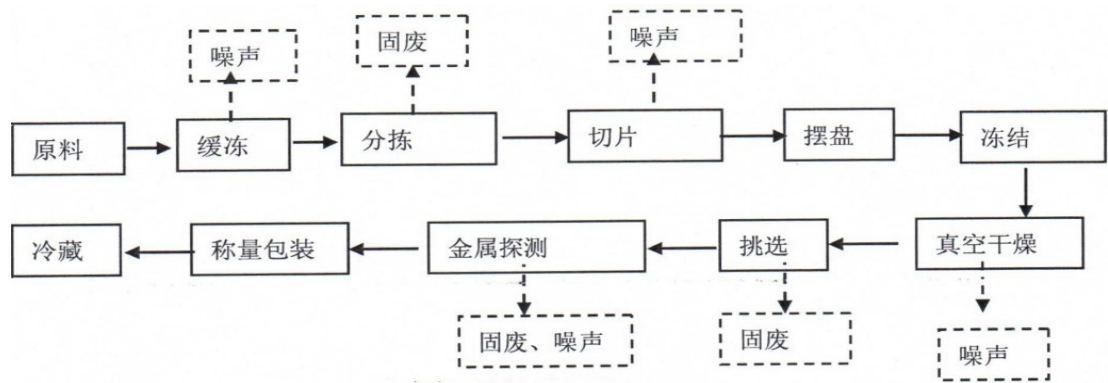 噪声
固废
噪声
原料
缓冻
分拣
切片
摆盘
冻结
冷藏
称量包装
金属探测
挑选
真空干燥
固废、噪声
固废
噪声